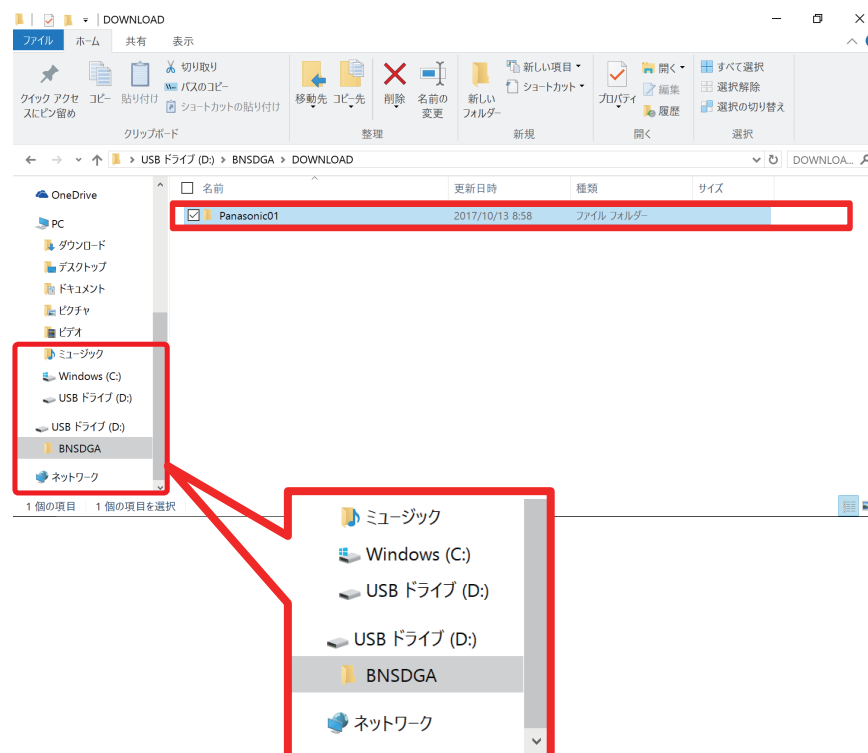 DOWNLOAD
ファイル ホーム 共有 表示
クイック アクセスにピン留め
コピー
貼り付け
切り取り
パスのコピー
ショートカットの貼り付け
移動先
コピー先
削除
名前の変更
新しいフォルダー
新しい項目
ショートカット
プロパティ
開く
編集
履歴
すべて選択
選択解除
選択の切り替え
クリップボード 整理 新規 開く 選択
USB ドライブ (D:) > BNSDGA > DOWNLOAD
DOWNLOA...
名前 更新日時 種類 サイズ
Panasonic01 2017/10/13 8:58 ファイル フォルダー
OneDrive
PC
ダウンロード
デスクトップ
ドキュメント
ピクチャ
ビデオ
ミュージック
Windows (C:)
USB ドライブ (D:)
USB ドライブ (D:)
BNSDGA
ネットワーク
1 個の項目 1 個の項目を選択
ミュージック
Windows (C:)
USB ドライブ (D:)
USB ドライブ (D:)
BNSDGA
ネットワーク